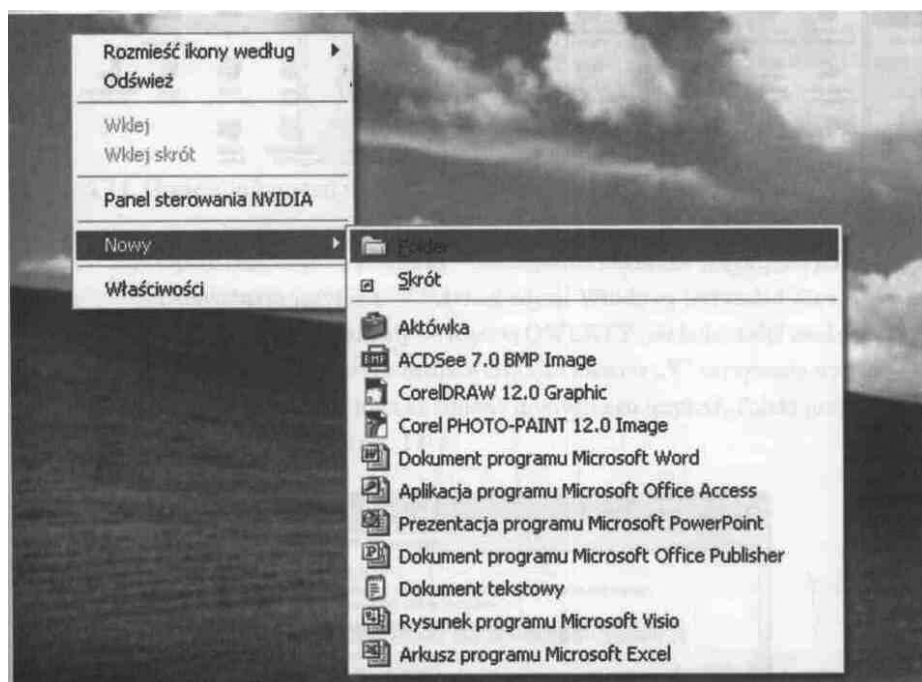 Rozmieść ikony według
Odśwież
Wklej
Wklej skrót
Panel sterowania NVIDIA
Nowy
Właściwości
Folder
Skrót
Aktówka
ACDSee 7.0 BMP Image
CorelDRAW 12.0 Graphic
Corel PHOTO-PAINT 12.0 Image
Dokument programu Microsoft Word
Aplikacja programu Microsoft Office Access
Prezentacja programu Microsoft PowerPoint
Dokument programu Microsoft Office Publisher
Dokument tekstowy
Rysunek programu Microsoft Visio
Arkusz programu Microsoft Excel